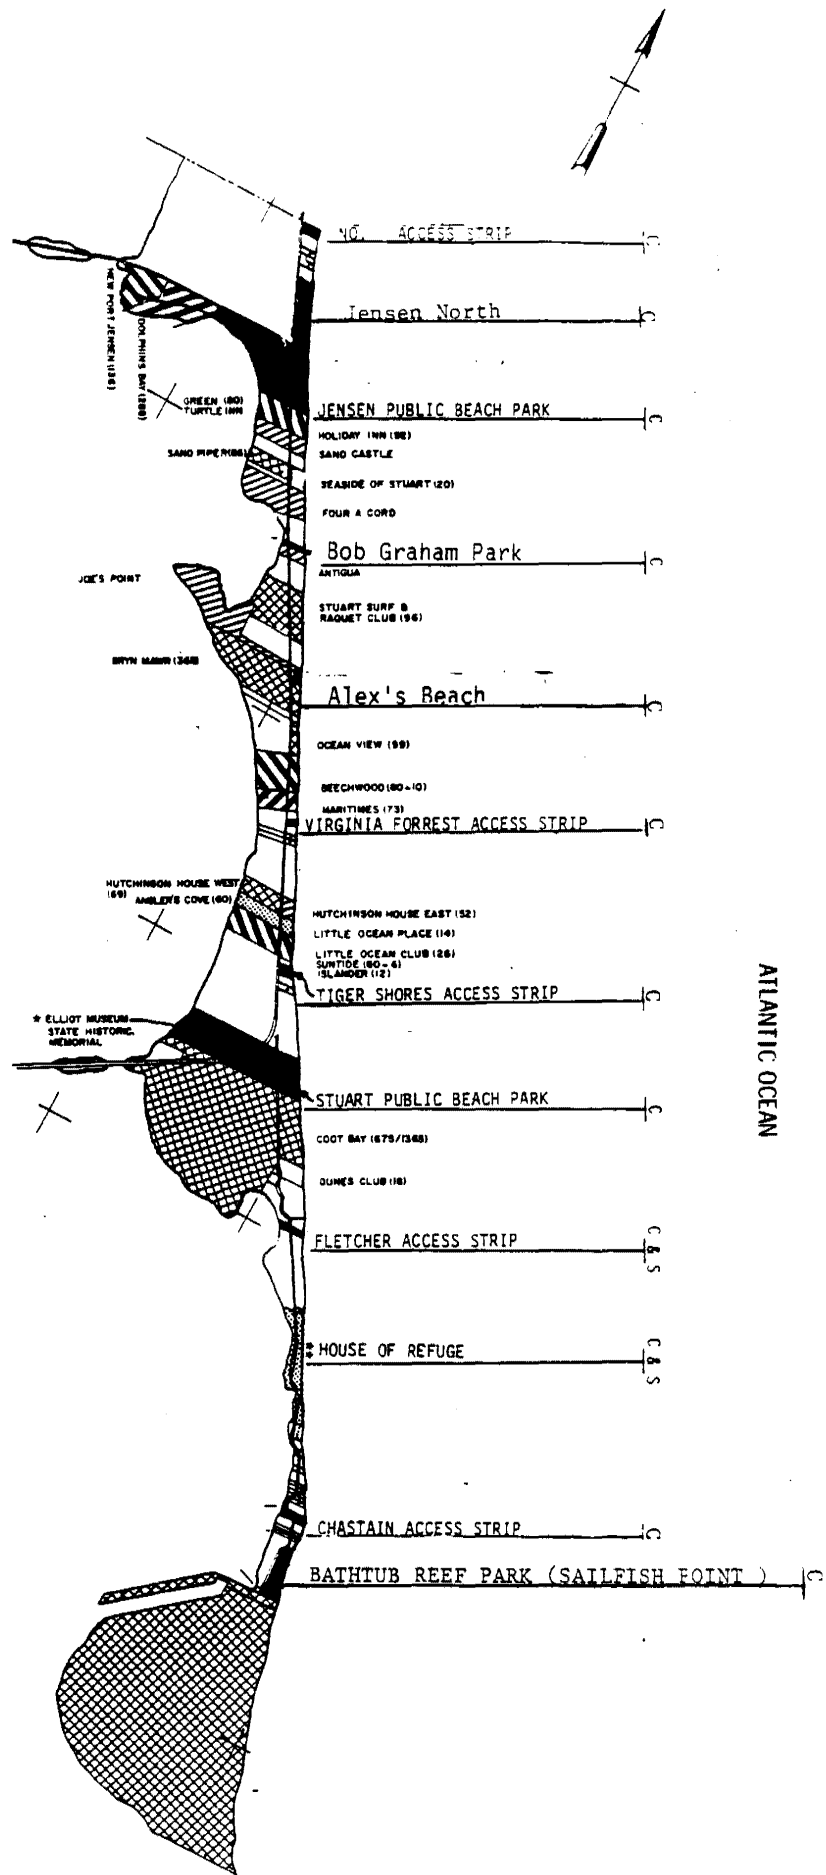 NO. ACCESS STRIP
C
Jensen North
C
NEW PORT JENSEN (136)
DOLPHINS BAY (288)
GREEN (80)
TURTLE INN
JENSEN PUBLIC BEACH PARK
C
HOLIDAY INN (92)
SAND PIPER (86)
SAND CASTLE
SEASIDE OF STUART (20)
FOUR A CORD
Bob Graham Park
C
ANTIGUA
JOE'S POINT
STUART SURF &
RAQUET CLUB (96)
BRYN MAWR (368)
Alex's Beach
C
OCEAN VIEW (99)
BEECHWOOD (80-10)
MARITIMES (73)
VIRGINIA FORREST ACCESS STRIP
C
HUTCHINSON HOUSE WEST
(69)
ANGLER'S COVE (60)
HUTCHINSON HOUSE EAST (52)
LITTLE OCEAN PLACE (14)
LITTLE OCEAN CLUB (26)
SUNTIDE (80-6)
ISLANDER (12)
TIGER SHORES ACCESS STRIP
C
ATLANTIC OCEAN
* ELLIOT MUSEUM
STATE HISTORIC.
MEMORIAL
STUART PUBLIC BEACH PARK
C
COOT BAY (675/1365)
DUNES CLUB (18)
FLETCHER ACCESS STRIP
C & S
** HOUSE OF REFUGE
C & S
CHASTAIN ACCESS STRIP
C
BATHTUB REEF PARK (SAILFISH POINT )
C